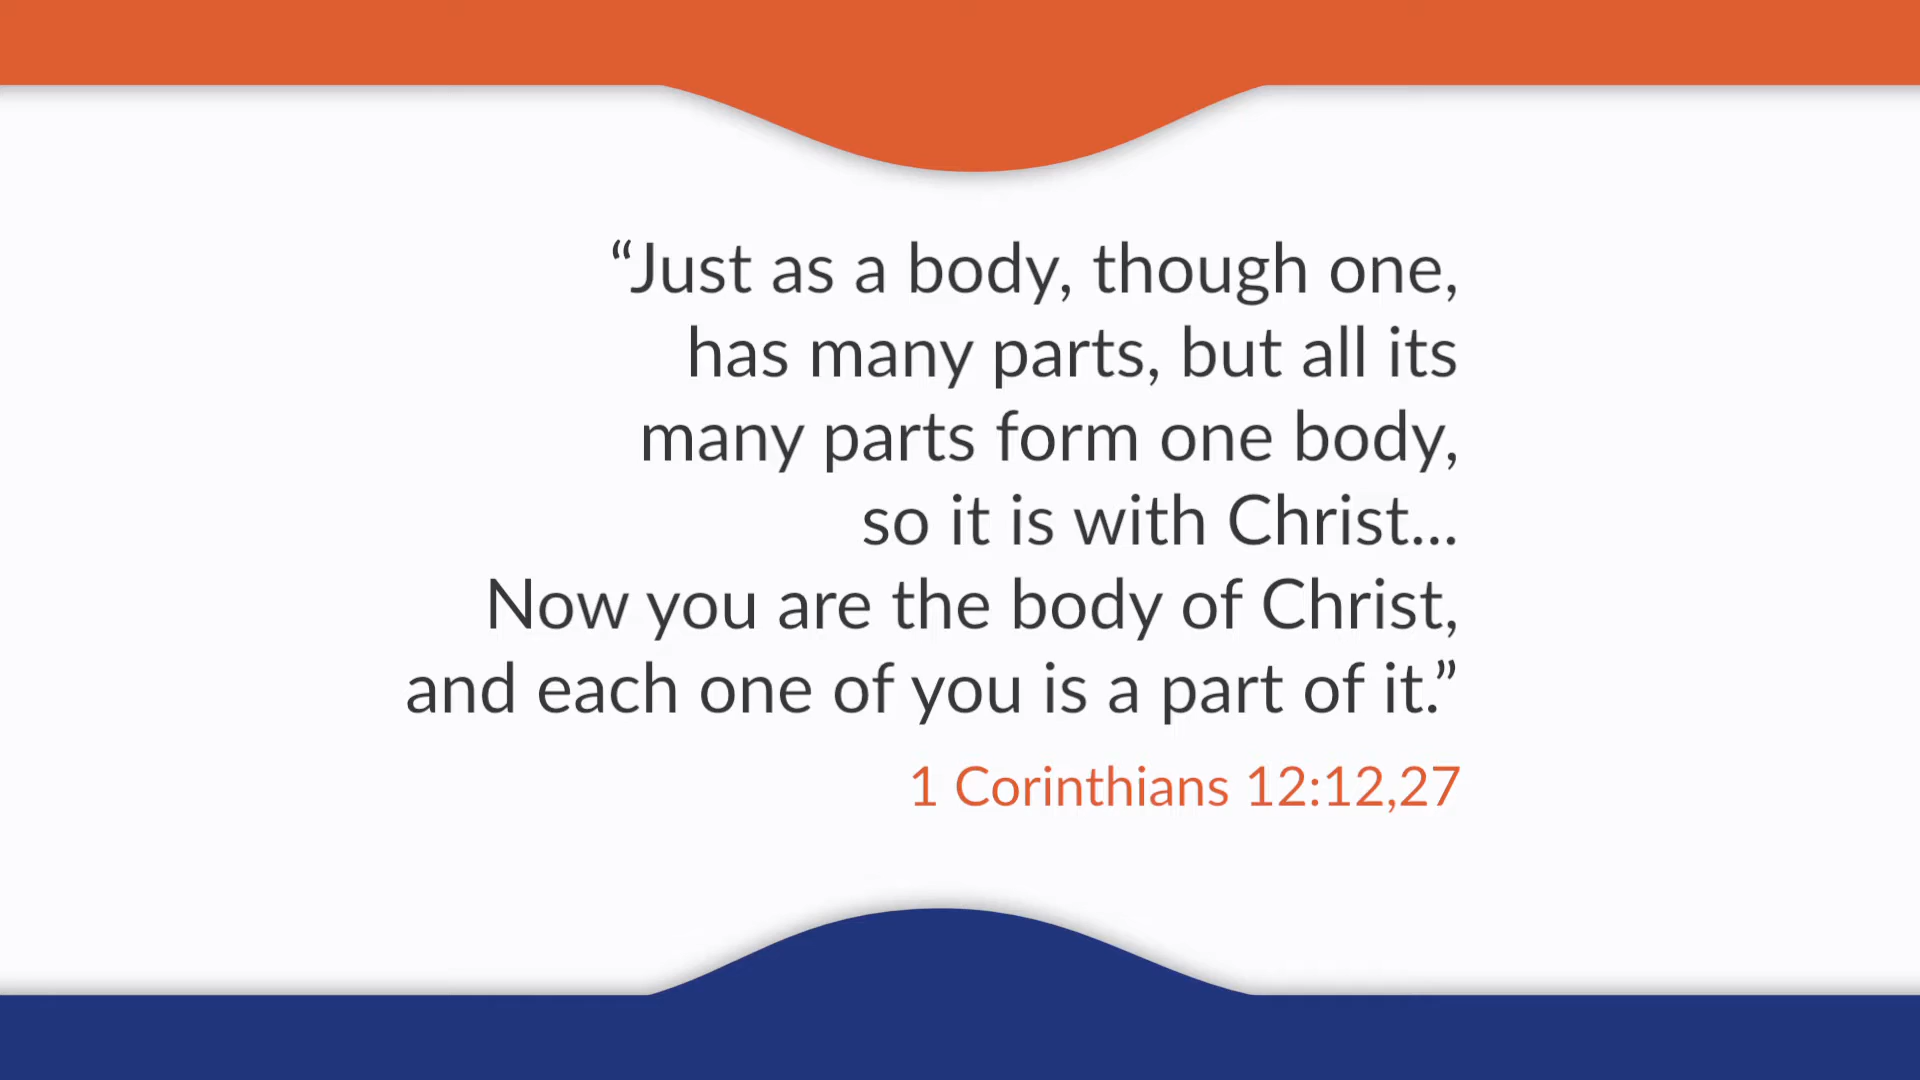 “Just as a body, though one,
has many parts, but all its
many parts form one body,
so it is with Christ...
Now you are the body of Christ,
and each one of you is a part of it.”
1 Corinthians 12:12,27